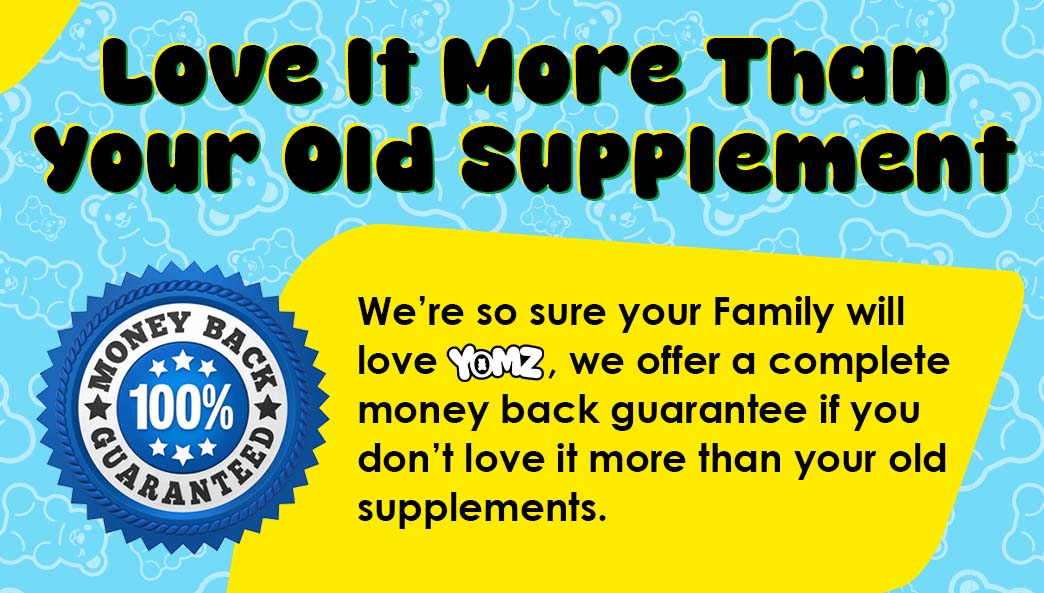 Love It More Than
Your Old Supplement
MONEY BACK
100%
GUARANTEED
We're so sure your Family will
love YOMZ, we offer a complete
money back guarantee if you
don't love it more than your old
supplements.